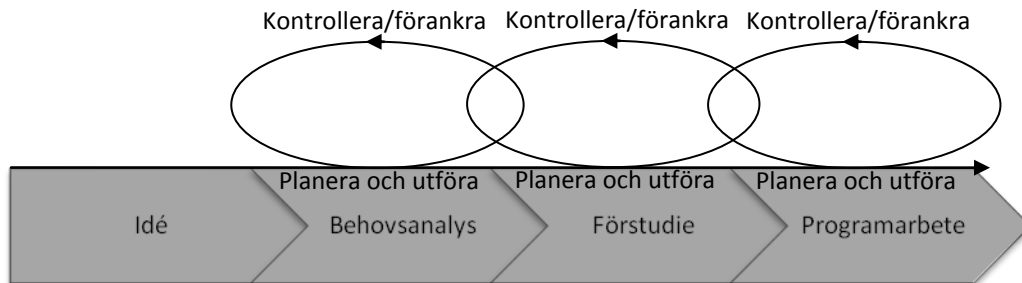 Kontrollera/förankra
Kontrollera/förankra
Kontrollera/förankra
Planera och utföra
Planera och utföra
Planera och utföra
Idé
Behovsanalys
Förstudie
Programarbete